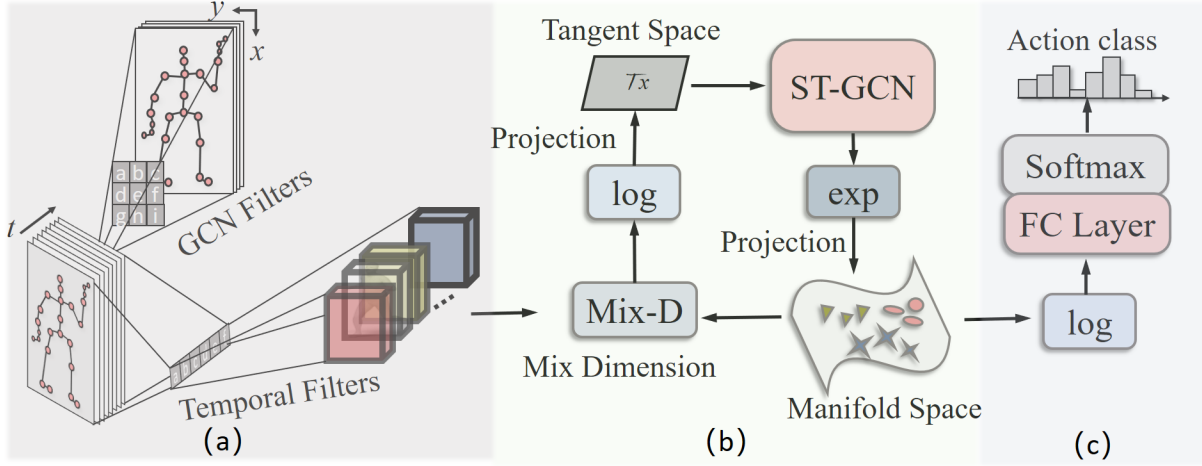 y
x
a b c
d e f
g h i
GCN Filters
t
Temporal Filters
(a)
Tangent Space
Tx
ST-GCN
Projection
log
exp
Projection
Mix-D
Mix Dimension
Manifold Space
(b)
Action class
Softmax
FC Layer
log
(c)